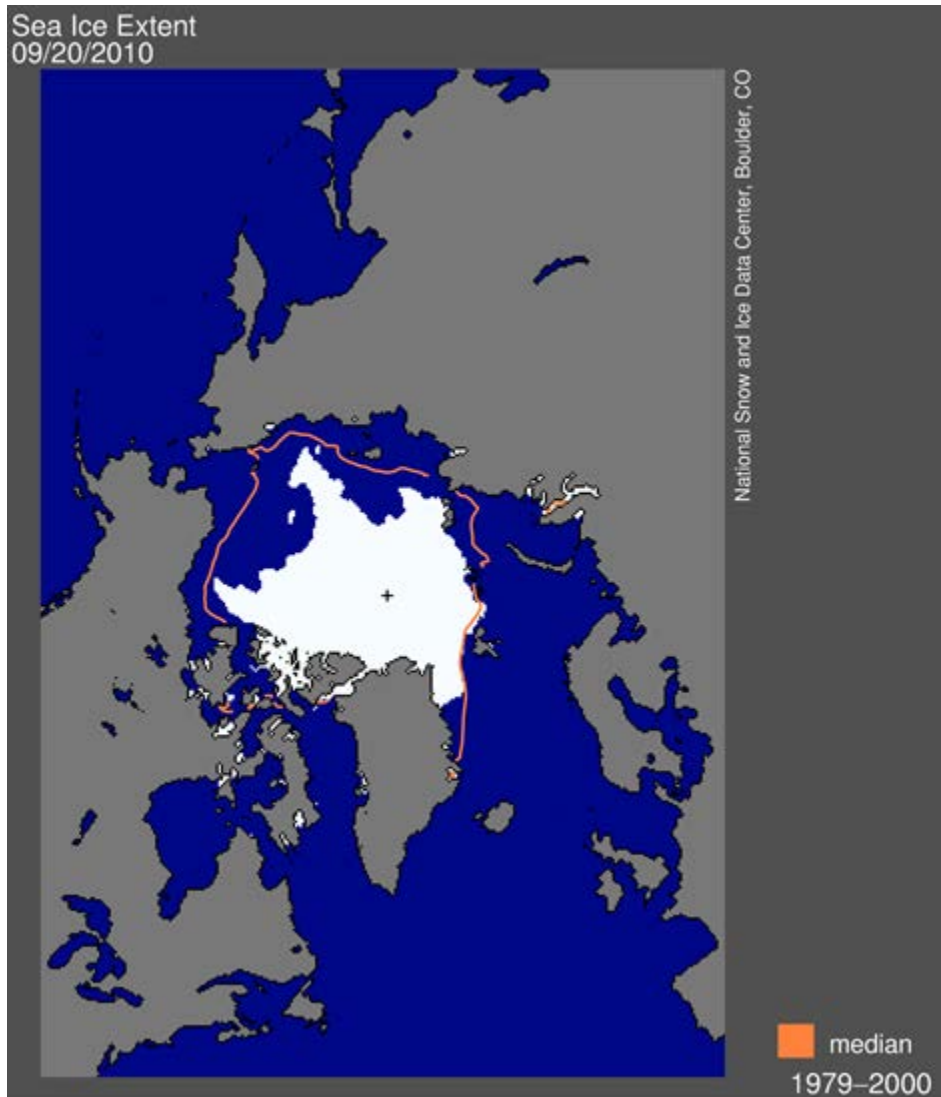 Sea Ice Extent
09/20/2010
National Snow and Ice Data Center, Boulder, CO
median
1979–2000